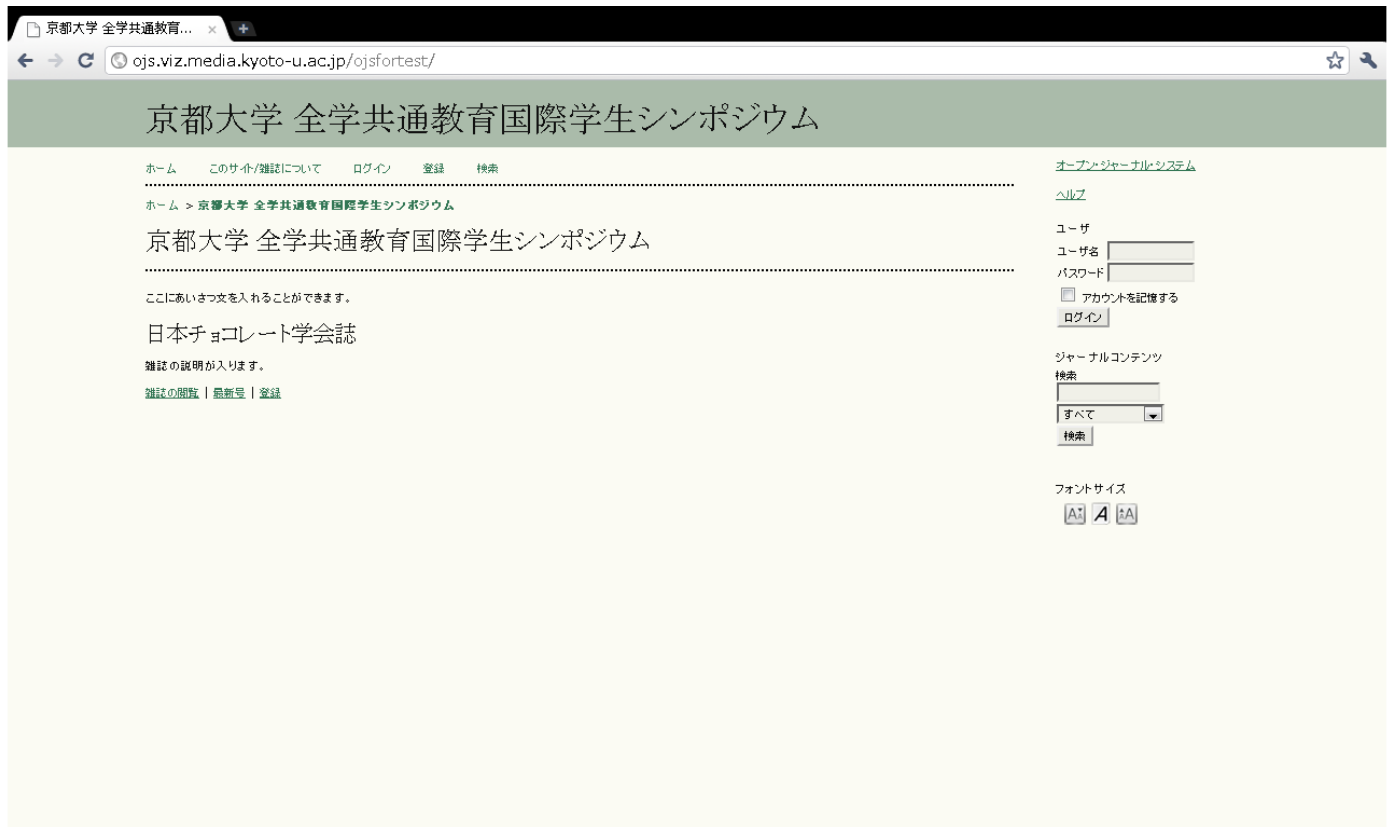 京都大学 全学共通教育...
ojs.viz.media.kyoto-u.ac.jp/ojsfortest/
京都大学 全学共通教育国際学生シンポジウム
ホーム このサイト/雑誌について ログイン 登録 検索
ホーム > 京都大学 全学共通教育国際学生シンポジウム
京都大学 全学共通教育国際学生シンポジウム
ここにあいさつ文を入れることができます。
日本チョコレート学会誌
雑誌の説明が入ります。
雑誌の閲覧 | 最新号 | 登録
オープン・ジャーナル・システム
ヘルプ
ユーザ
ユーザ名
パスワード
アカウントを記憶する
ログイン
ジャーナルコンテンツ
検索
すべて
検索
フォントサイズ
A A A